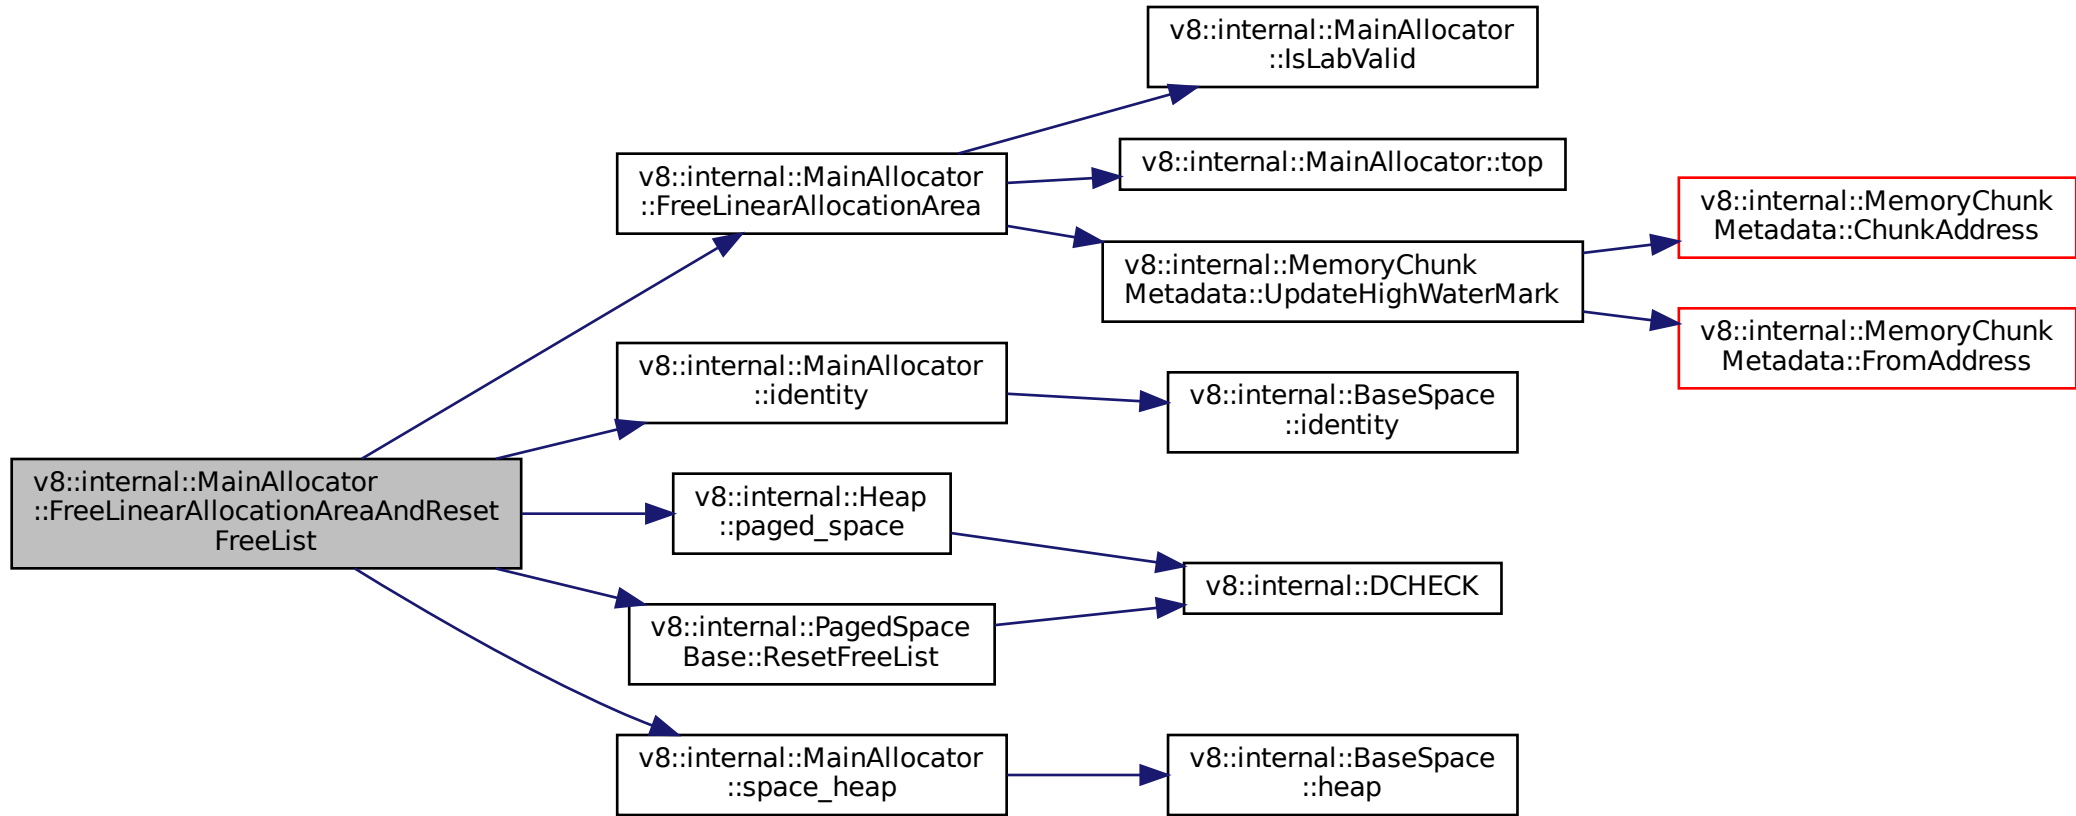 v8::internal::MainAllocator
::IsLabValid
v8::internal::MainAllocator::top
v8::internal::MainAllocator
::FreeLinearAllocationArea
v8::internal::MemoryChunk
Metadata::ChunkAddress
v8::internal::MemoryChunk
Metadata::UpdateHighWaterMark
v8::internal::MemoryChunk
Metadata::FromAddress
v8::internal::MainAllocator
::identity
v8::internal::BaseSpace
::identity
v8::internal::MainAllocator
::FreeLinearAllocationAreaAndReset
FreeList
v8::internal::Heap
::paged_space
v8::internal::DCHECK
v8::internal::PagedSpace
Base::ResetFreeList
v8::internal::MainAllocator
::space_heap
v8::internal::BaseSpace
::heap